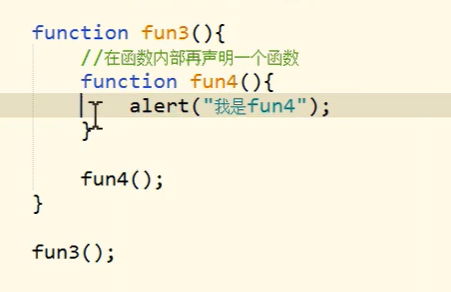 function fun3(){
//在函数内部再声明一个函数
function fun4(){
alert("我是fun4");
}
fun4();
}
fun3();